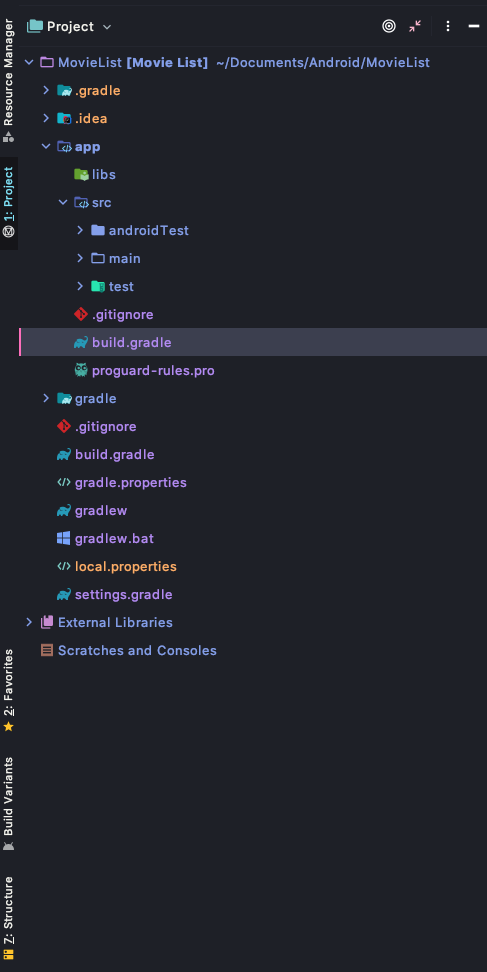 Project
MovieList [Movie List] ~/Documents/Android/MovieList
.gradle
.idea
app
libs
src
androidTest
main
test
.gitignore
build.gradle
proguard-rules.pro
gradle
.gitignore
build.gradle
gradle.properties
gradlew
gradlew.bat
local.properties
settings.gradle
External Libraries
Scratches and Consoles
Resource Manager
1: Project
2: Favorites
Build Variants
7: Structure